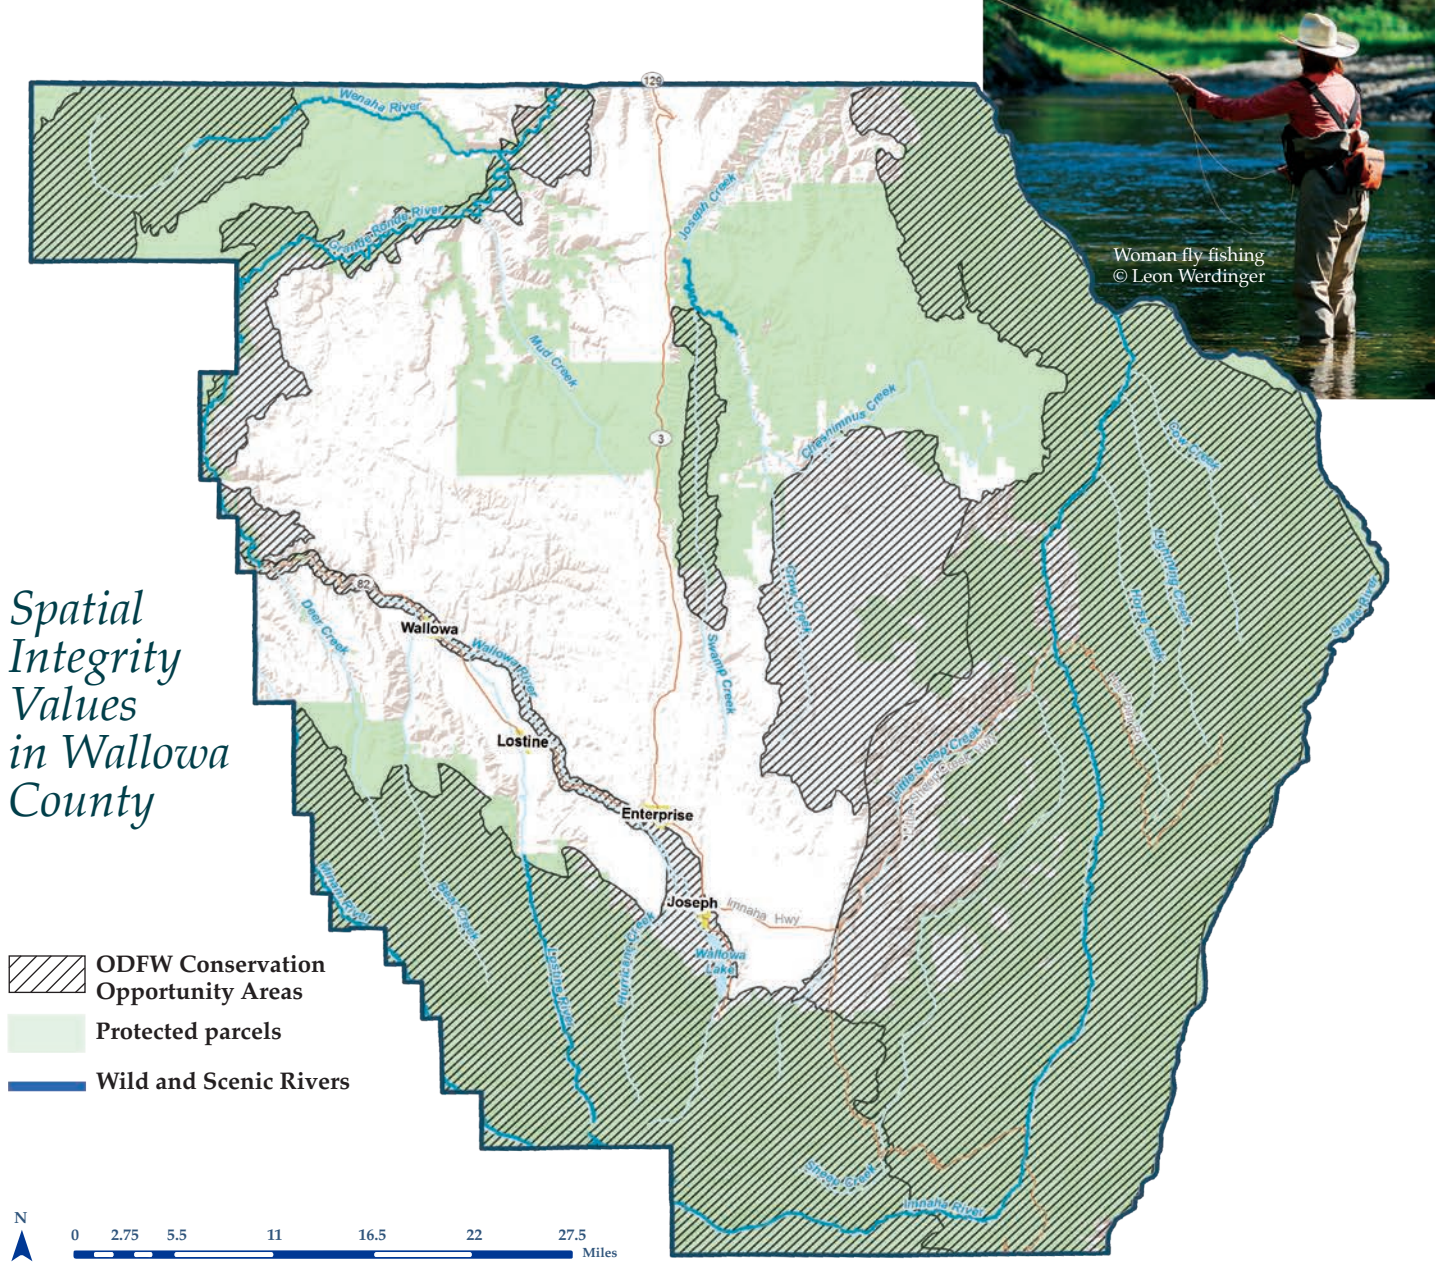 129
Wenaha River
Joseph Creek
Grande Ronde River
Woman fly fishing
© Leon Werdinger
Mud Creek
Chesnimnus Creek
3
Cow Creek
Lightning Creek
Horse Creek
Snake River
Crow Creek
Swamp Creek
82
Deer Creek
Wallowa
Wallowa River
Lostine
Spatial
Integrity
Values
in Wallowa
County
Little Sheep Creek
Enterprise
Joseph
Imnaha Hwy
Wallowa
Lake
Minam River
Bear Creek
Lostine River
Hurricane Creek
Sheep Creek
Imnaha River
ODFW Conservation
Opportunity Areas
Protected parcels
Wild and Scenic Rivers
N
0 2.75 5.5 11 16.5 22 27.5
Miles